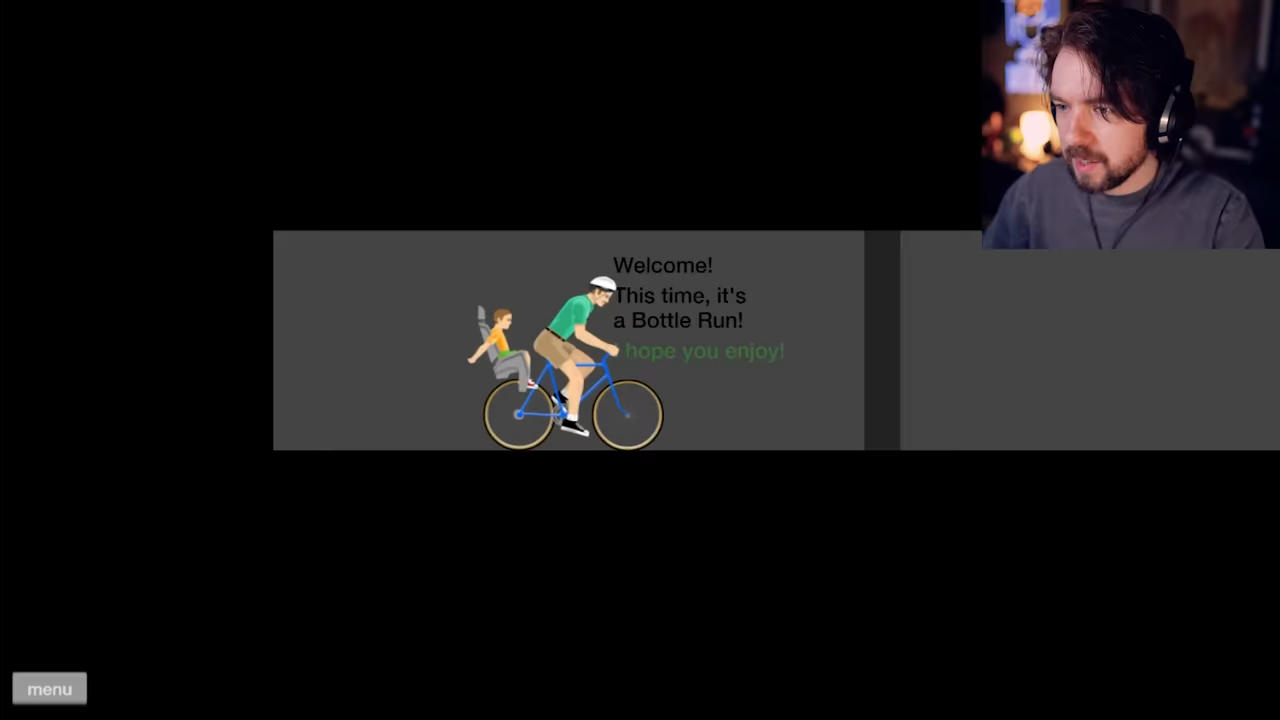 Welcome!
This time, it's
a Bottle Run!
I hope you enjoy!
menu